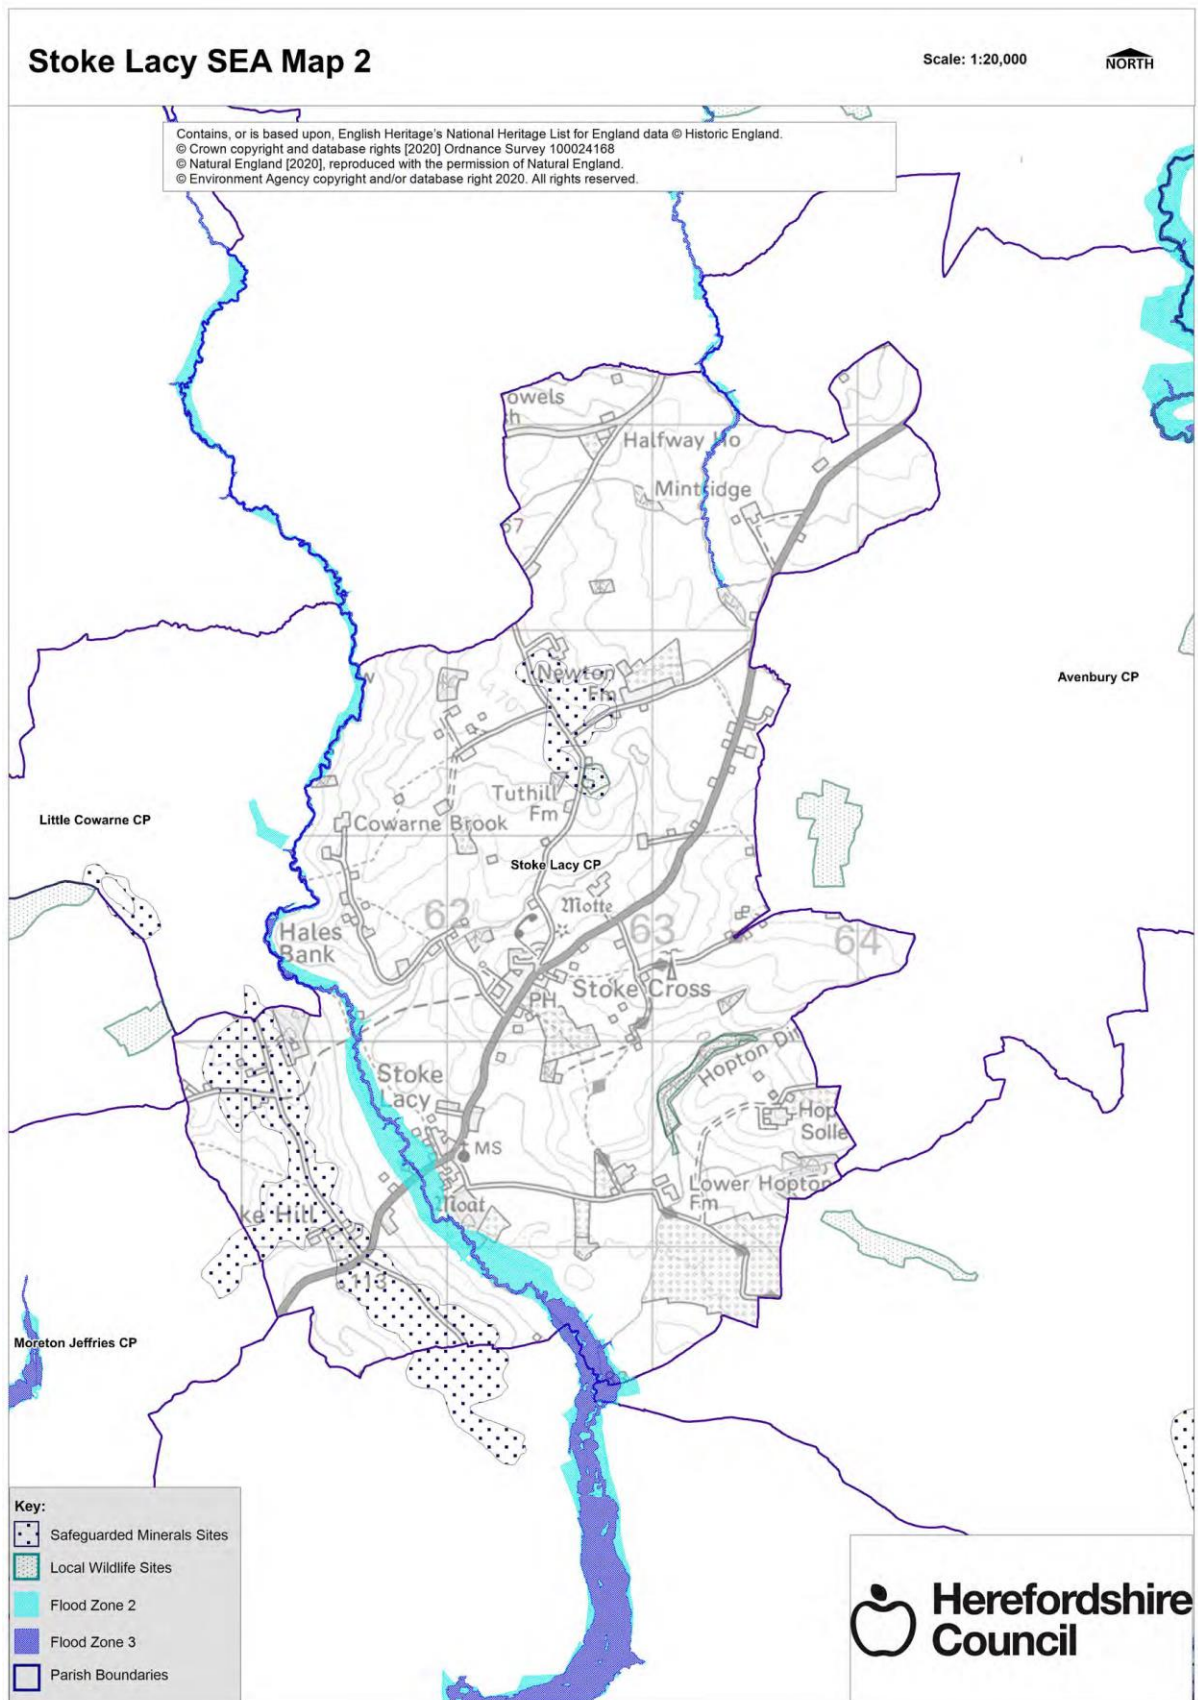 Stoke Lacy SEA Map 2
Scale: 1:20,000
NORTH
Contains, or is based upon, English Heritage's National Heritage List for England data © Historic England.
© Crown copyright and database rights [2020] Ordnance Survey 100024168
© Natural England [2020], reproduced with the permission of Natural England.
© Environment Agency copyright and/or database right 2020. All rights reserved.
owels
h
Halfway Ho
Mintridge
57
Newton
Fm
Avenbury CP
w
Tuthill
Fm
Little Cowarne CP
Cowarne Brook
Stoke Lacy CP
Motte
62
63
64
Hales
Bank
PH
Stoke Cross
Hopton Din
Stoke
Lacy
Hop
Solle
MS
Lower Hopton
Fm
Moat
ke Hill
113
Moreton Jeffries CP
Key:
Safeguarded Minerals Sites
Local Wildlife Sites
Flood Zone 2
Flood Zone 3
Parish Boundaries
Herefordshire
Council